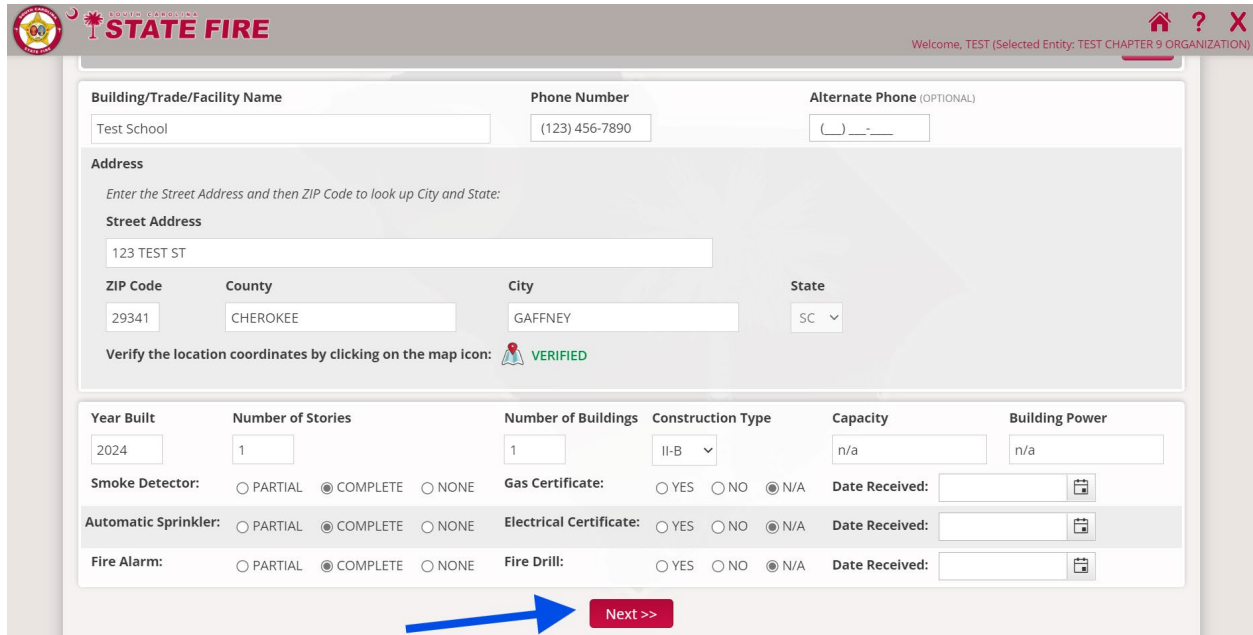 SOUTH CAROLINA
STATE FIRE
Welcome, TEST (Selected Entity: TEST CHAPTER 9 ORGANIZATION)
Building/Trade/Facility Name Phone Number Alternate Phone (OPTIONAL)
Test School (123) 456-7890 (__) ___-____
Address
Enter the Street Address and then ZIP Code to look up City and State:
Street Address
123 TEST ST
ZIP Code County City State
29341 CHEROKEE GAFFNEY SC
Verify the location coordinates by clicking on the map icon: VERIFIED
Year Built Number of Stories Number of Buildings Construction Type Capacity Building Power
2024 1 1 II-B n/a n/a
Smoke Detector: PARTIAL COMPLETE NONE Gas Certificate: YES NO N/A Date Received:
Automatic Sprinkler: PARTIAL COMPLETE NONE Electrical Certificate: YES NO N/A Date Received:
Fire Alarm: PARTIAL COMPLETE NONE Fire Drill: YES NO N/A Date Received:
Next >>